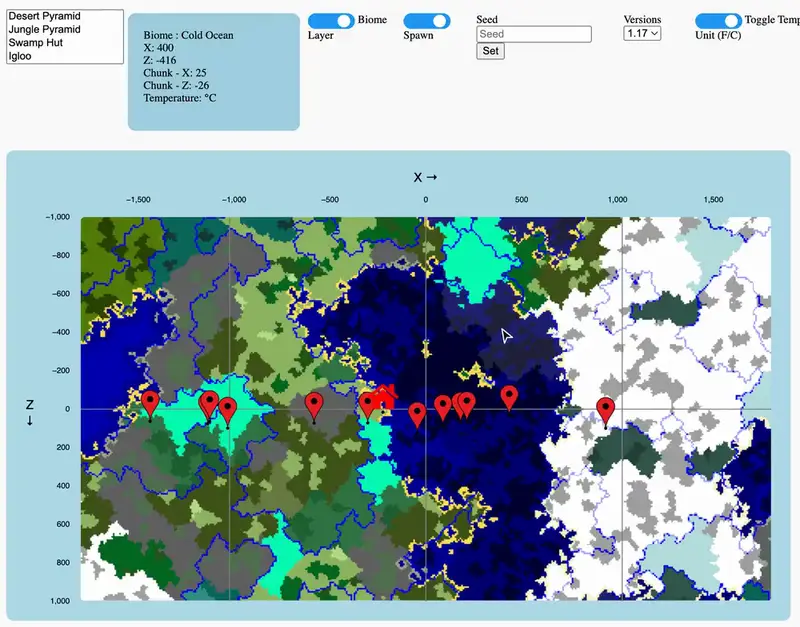 Desert Pyramid
Jungle Pyramid
Swamp Hut
Igloo
Biome : Cold Ocean
X: 400
Z: -416
Chunk - X: 25
Chunk - Z: -26
Temperature: °C
Biome
Layer
Spawn
Seed
Seed
Set
Versions
1.17
Toggle Temp
Unit (F/C)
X →
−1,500 −1,000 −500 0 500 1,000 1,500
−1,000
−800
−600
−400
−200
Z →
0
200
400
600
800
1,000